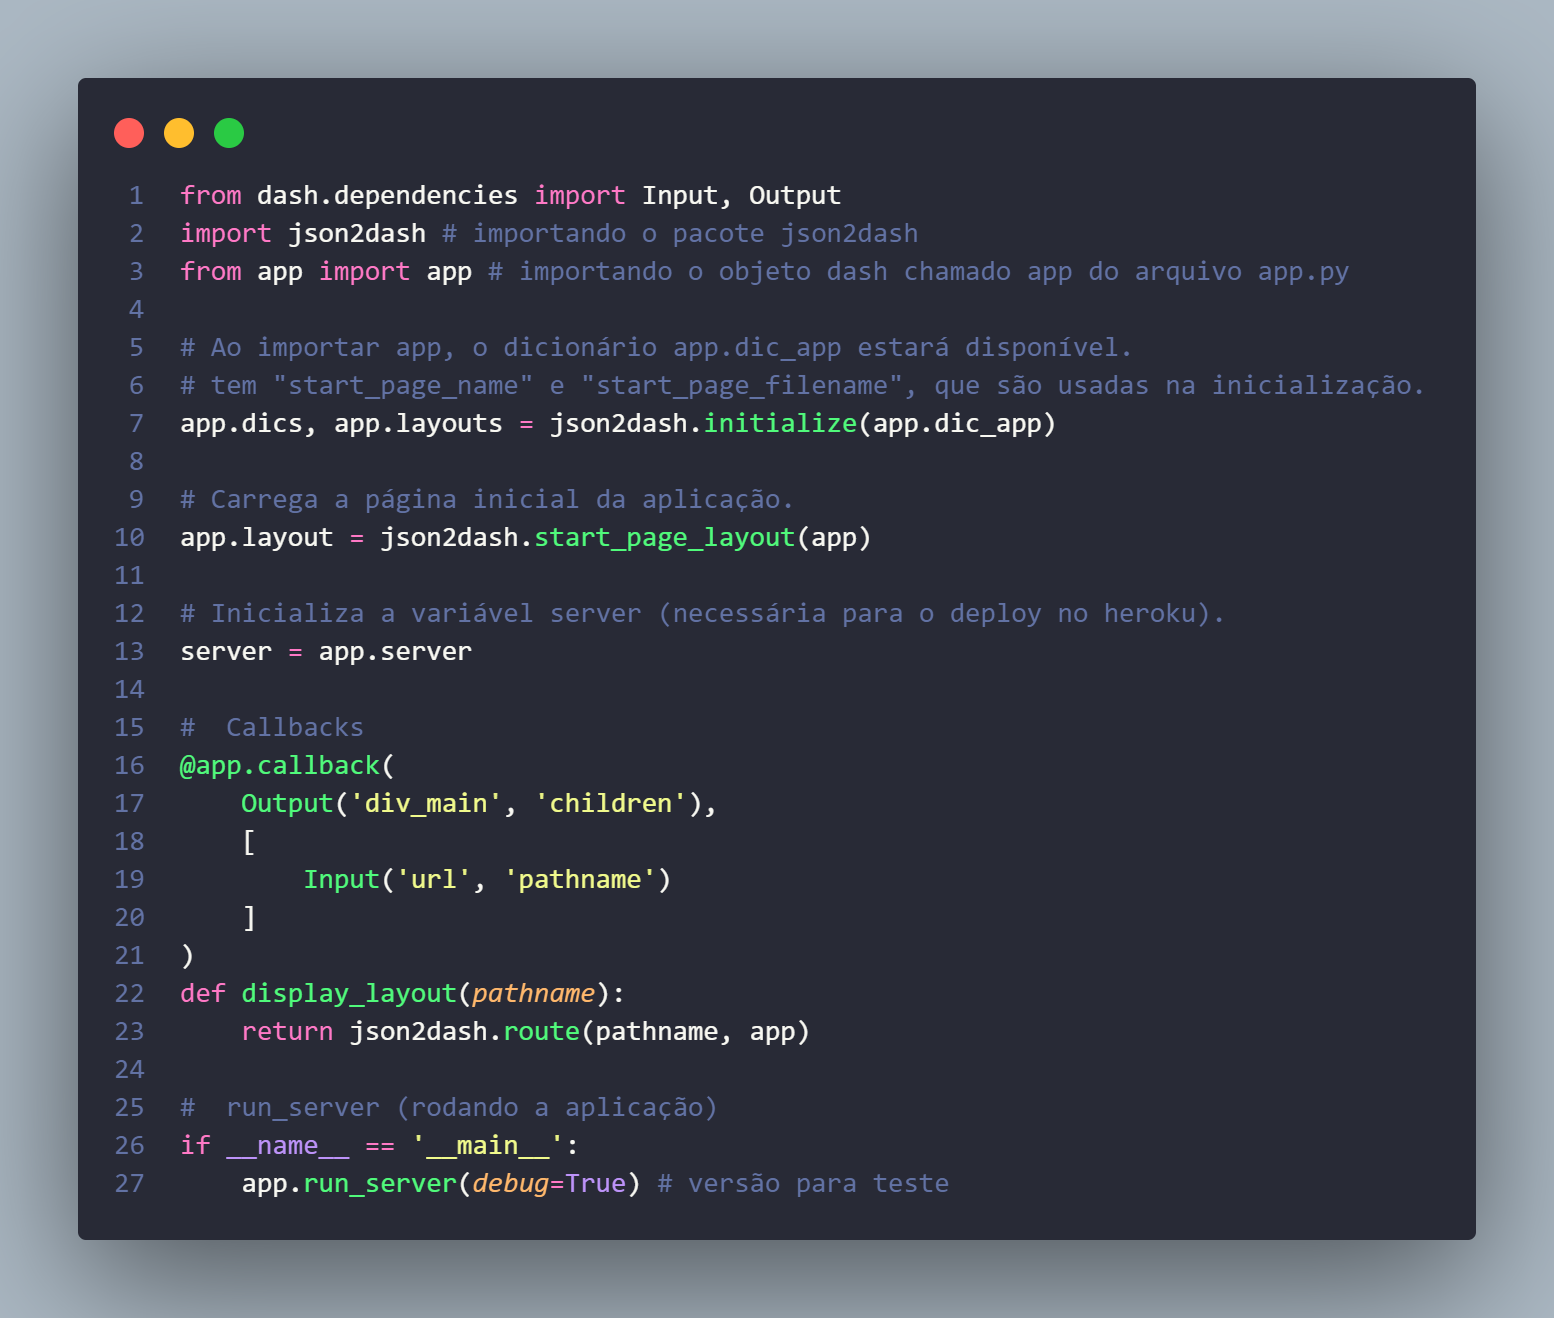 1 from dash.dependencies import Input, Output
2 import json2dash # importando o pacote json2dash
3 from app import app # importando o objeto dash chamado app do arquivo app.py
4
5 # Ao importar app, o dicionário app.dic_app estará disponível.
6 # tem "start_page_name" e "start_page_filename", que são usadas na inicialização.
7 app.dics, app.layouts = json2dash.initialize(app.dic_app)
8
9 # Carrega a página inicial da aplicação.
10 app.layout = json2dash.start_page_layout(app)
11
12 # Inicializa a variável server (necessária para o deploy no heroku).
13 server = app.server
14
15 #  Callbacks
16 @app.callback(
17     Output('div_main', 'children'),
18     [
19         Input('url', 'pathname')
20     ]
21 )
22 def display_layout(pathname):
23     return json2dash.route(pathname, app)
24
25 #  run_server (rodando a aplicação)
26 if __name__ == '__main__':
27     app.run_server(debug=True) # versão para teste